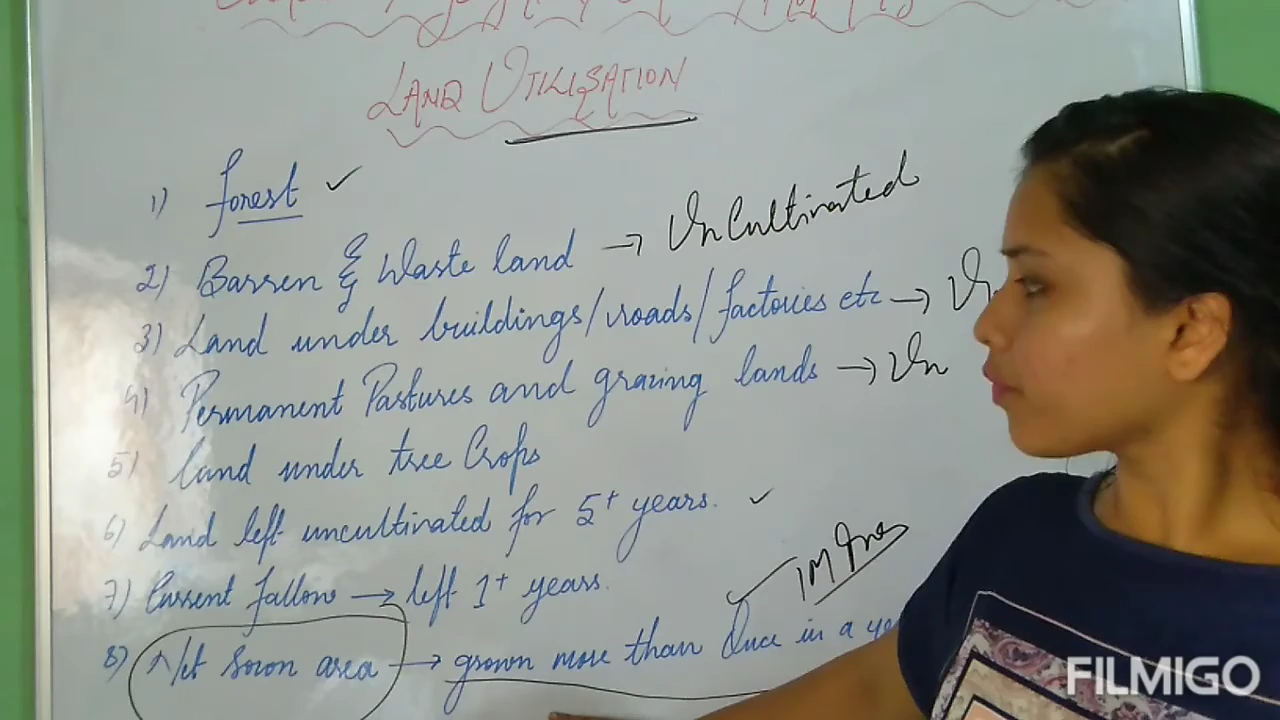 LAND UTILISATION
1) forest ✓
2) Barren & Waste land → UnCultivated
3) Land under buildings/roads/factories etc → Un
4) Permanent Pastures and grazing lands → Un
5) land under tree Crops
6) Land left uncultivated for 5+ years. ✓
7) Current fallow → left 1+ years.
8) Net Sown area → grown more than Once in a
FILMIGO